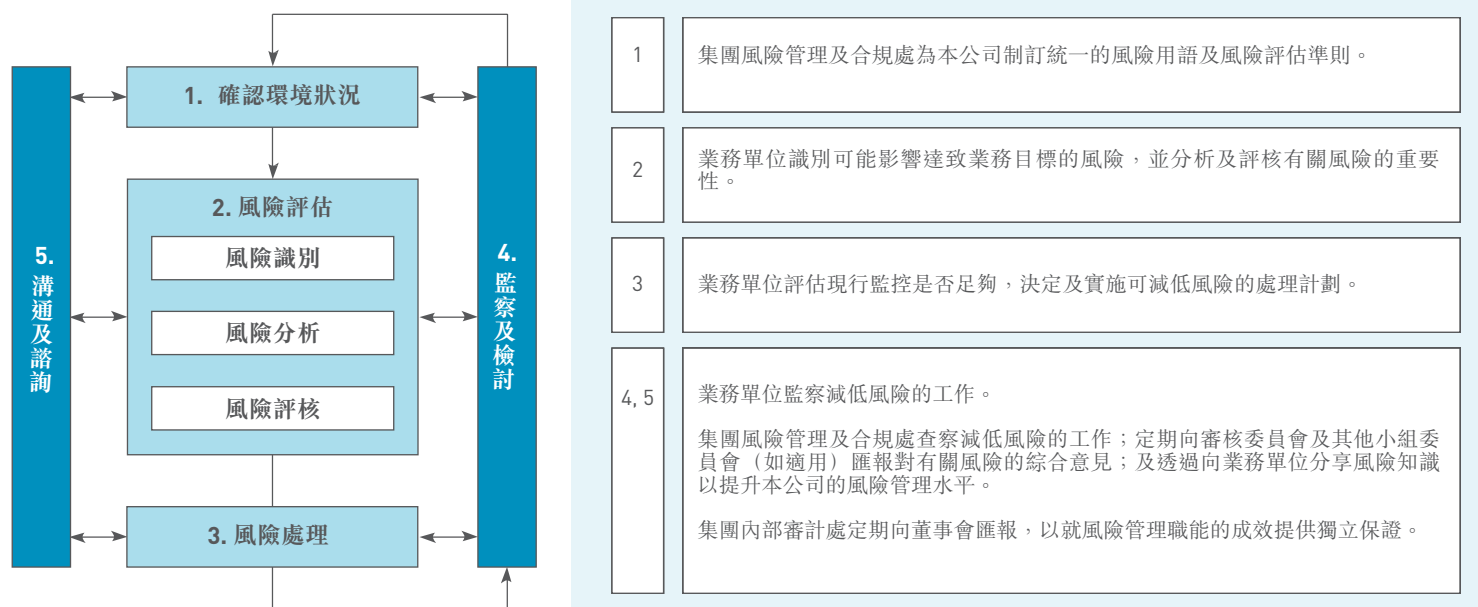 1. 確認環境狀況
2. 風險評估
風險識別
風險分析
風險評核
3. 風險處理
4. 監察及檢討
5. 溝通及諮詢
1
集團風險管理及合規處為本公司制訂統一的風險用語及風險評估準則。
2
業務單位識別可能影響達致業務目標的風險，並分析及評核有關風險的重要
性。
3
業務單位評估現行監控是否足夠，決定及實施可減低風險的處理計劃。
4, 5
業務單位監察減低風險的工作。
集團風險管理及合規處查察減低風險的工作；定期向審核委員會及其他小組委
員會（如適用）匯報對有關風險的綜合意見；及透過向業務單位分享風險知識
以提升本公司的風險管理水平。
集團內部審計處定期向董事會匯報，以就風險管理職能的成效提供獨立保證。